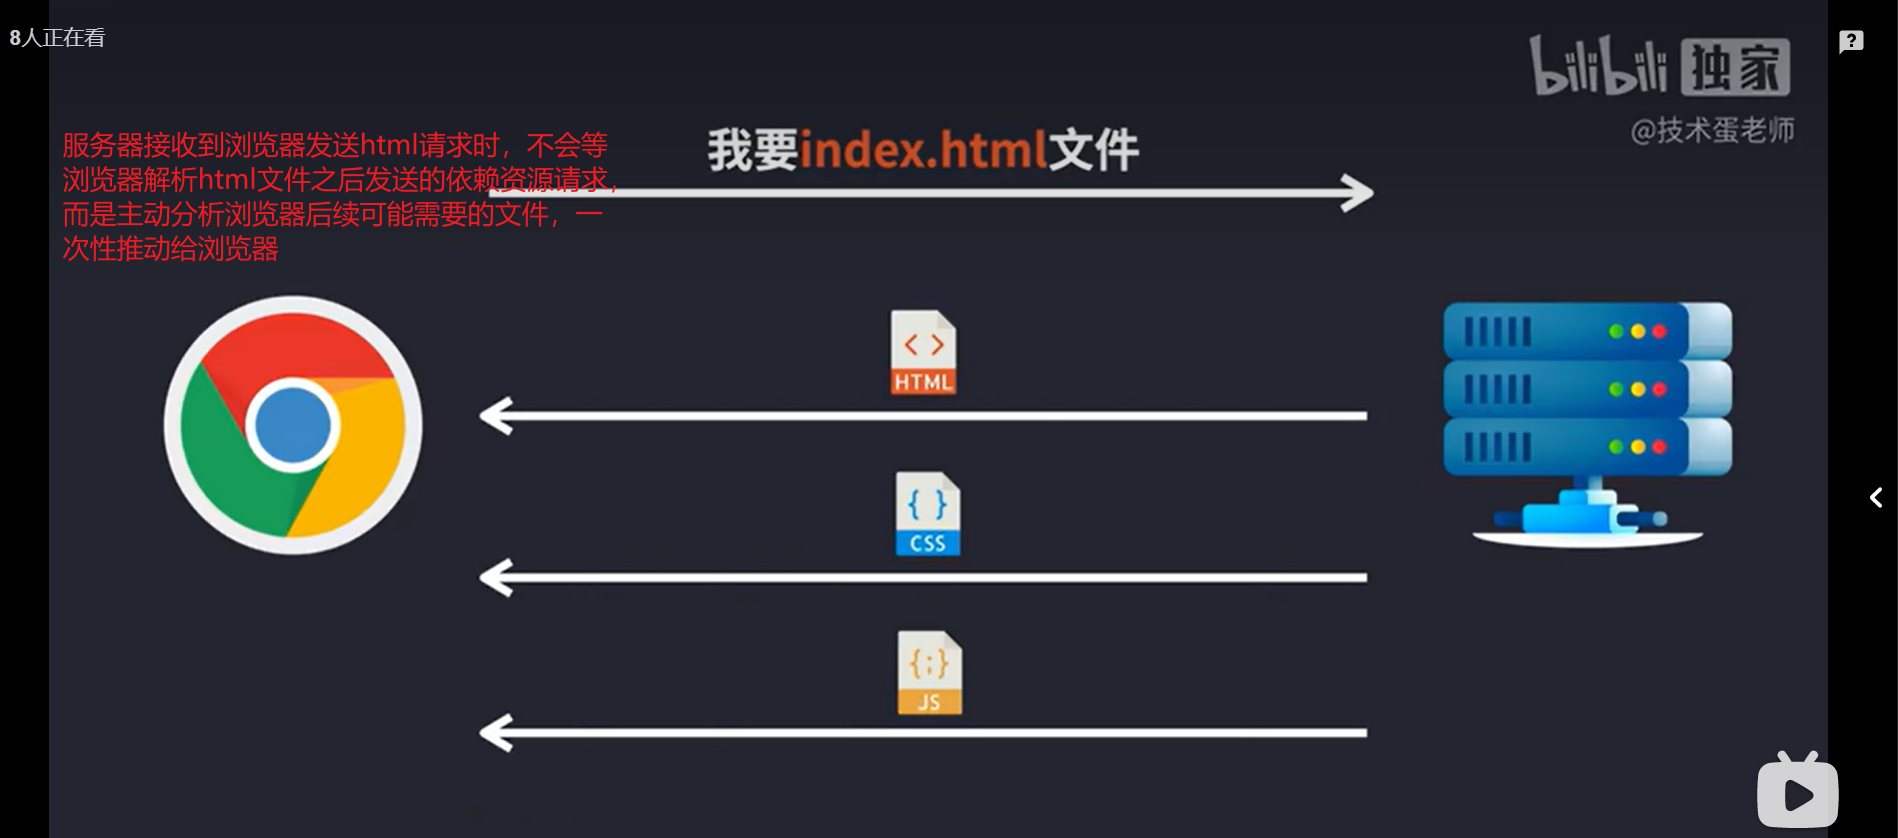 8人正在看
bilibili 独家
@技术蛋老师
服务器接收到浏览器发送html请求时，不会等
浏览器解析html文件之后发送的依赖资源请求，
而是主动分析浏览器后续可能需要的文件，一
次性推动给浏览器
我要index.html文件
< >
HTML
{ }
CSS
{;}
JS
?